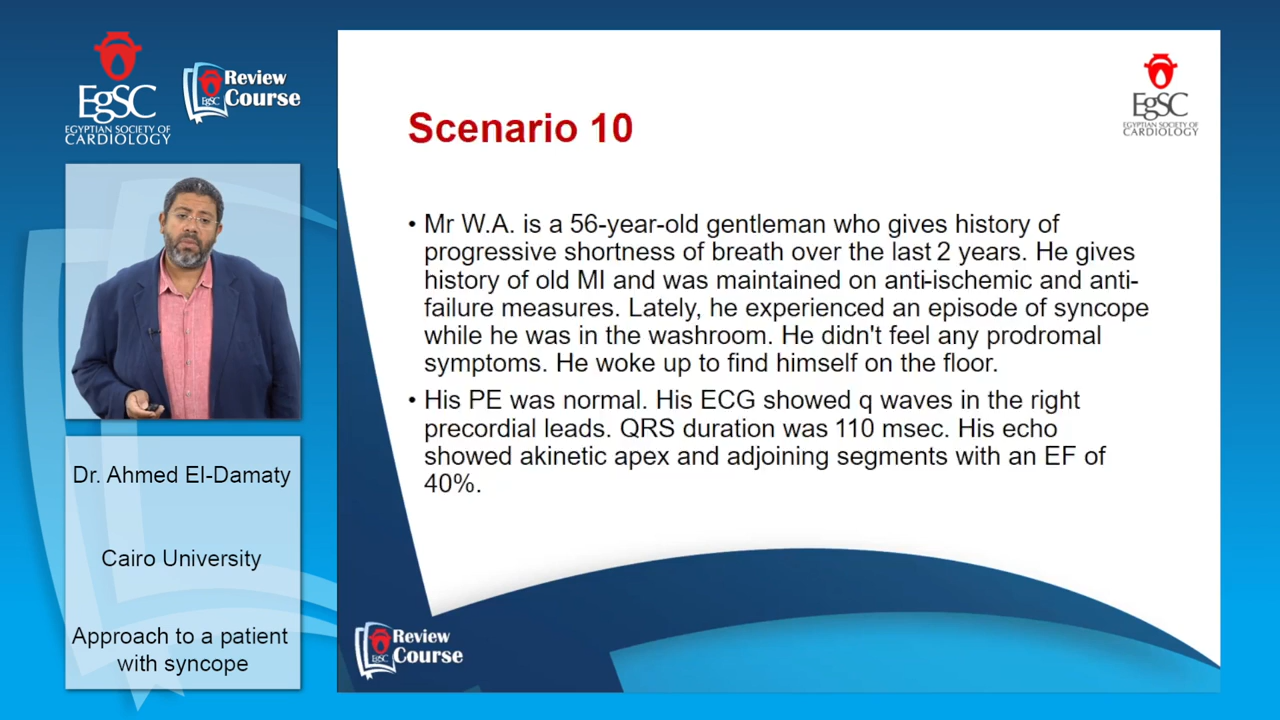 EgSC
EGYPTIAN SOCIETY OF
CARDIOLOGY
EgSC
Review
Course
Dr. Ahmed El-Damaty
Cairo University
Approach to a patient
with syncope
EgSC
EGYPTIAN SOCIETY OF
CARDIOLOGY
Scenario 10
• Mr W.A. is a 56-year-old gentleman who gives history of
progressive shortness of breath over the last 2 years. He gives
history of old MI and was maintained on anti-ischemic and anti-
failure measures. Lately, he experienced an episode of syncope
while he was in the washroom. He didn't feel any prodromal
symptoms. He woke up to find himself on the floor.
• His PE was normal. His ECG showed q waves in the right
precordial leads. QRS duration was 110 msec. His echo
showed akinetic apex and adjoining segments with an EF of
40%.
EgSC
Review
Course